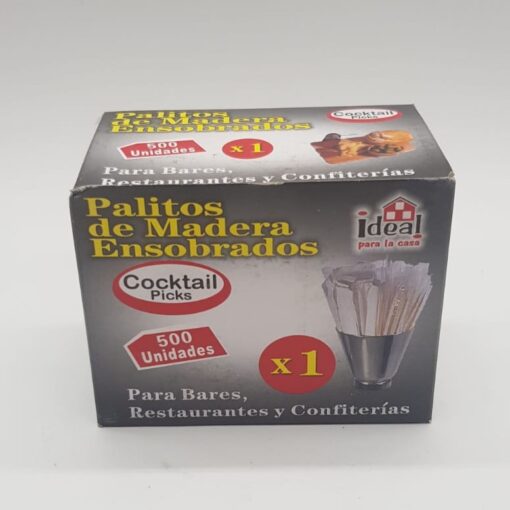 Palitos
de Madera
Ensobrados
Cocktail
Picks
500
Unidades
x 1
Para Bares,
Restaurantes y Confiterías
Palitos
de Madera
Ensobrados
ideal
para la casa
Cocktail
Picks
500
Unidades
x 1
Para Bares,
Restaurantes y Confiterías